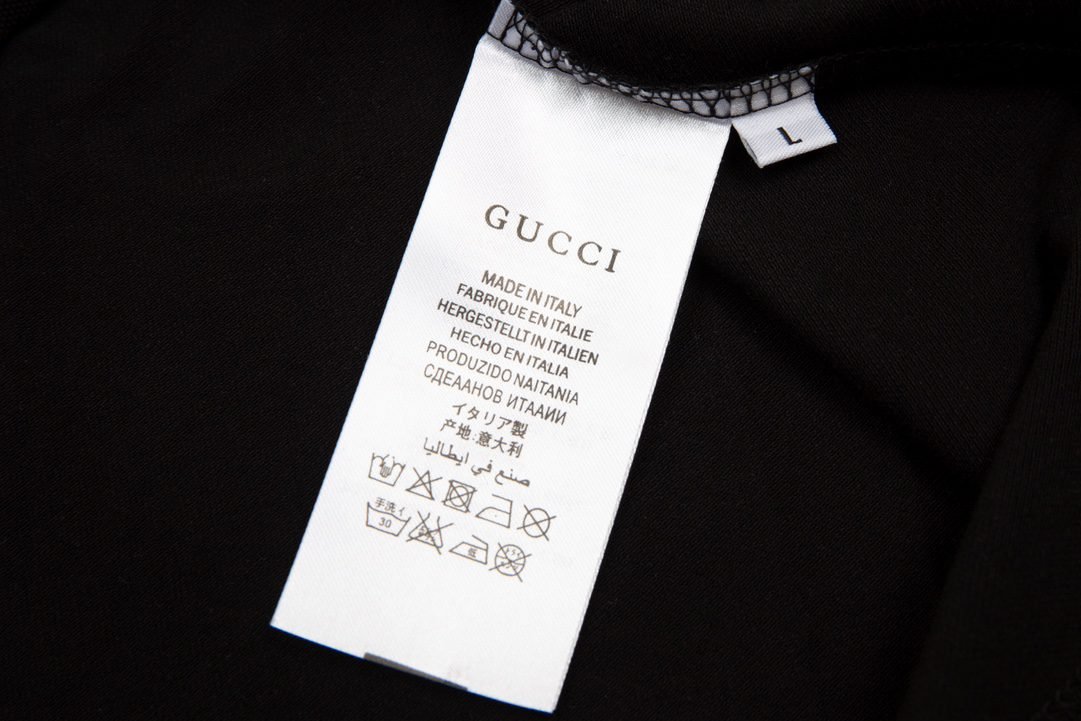 L
GUCCI
MADE IN ITALY
FABRIQUE EN ITALIE
HERGESTELLT IN ITALIEN
HECHO EN ITALIA
PRODUZIDO NAITANIA
СДЕААНОВ ИТААИИ
イタリア製
产地:意大利
صنع في ايطاليا
手洗イ
30
低